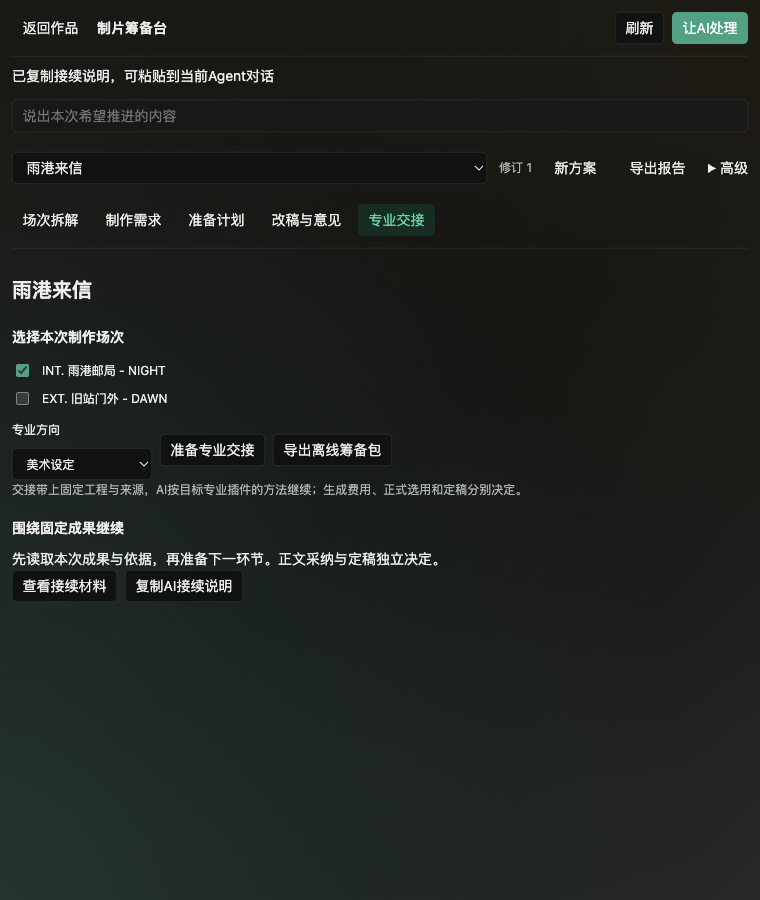 返回作品 制片筹备台 刷新 让AI处理
已复制接续说明，可粘贴到当前Agent对话
说出本次希望推进的内容
雨港来信 修订 1 新方案 导出报告 ▶ 高级
场次拆解 制作需求 准备计划 改稿与意见 专业交接
雨港来信
选择本次制作场次
INT. 雨港邮局 - NIGHT
EXT. 旧站门外 - DAWN
专业方向
美术设定 准备专业交接 导出离线筹备包
交接带上固定工程与来源，AI按目标专业插件的方法继续；生成费用、正式选用和定稿分别决定。
围绕固定成果继续
先读取本次成果与依据，再准备下一环节。正文采纳与定稿独立决定。
查看接续材料 复制AI接续说明